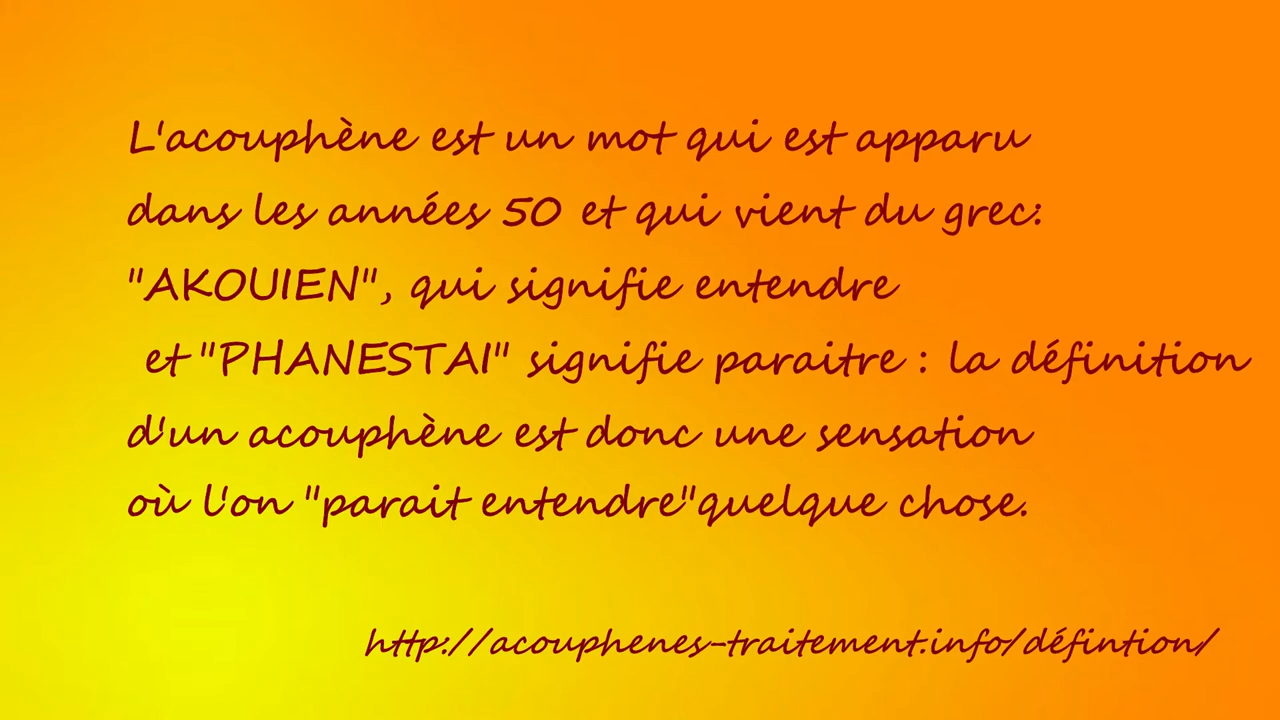 L'acouphène est un mot qui est apparu
dans les années 50 et qui vient du grec:
"AKOUIEN", qui signifie entendre
et "PHANESTAI" signifie paraitre : la définition
d'un acouphène est donc une sensation
où l'on "parait entendre"quelque chose.
http://acouphenes-traitement.info/défintion/